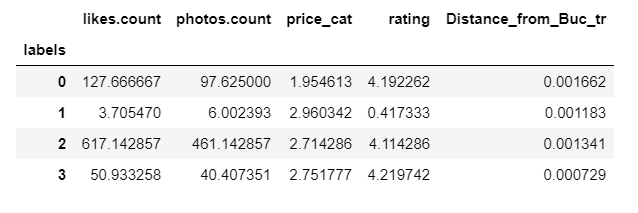 likes.count photos.count price_cat rating Distance_from_Buc_tr
labels
0 127.666667 97.625000 1.954613 4.192262 0.001662
1 3.705470 6.002393 2.960342 0.417333 0.001183
2 617.142857 461.142857 2.714286 4.114286 0.001341
3 50.933258 40.407351 2.751777 4.219742 0.000729